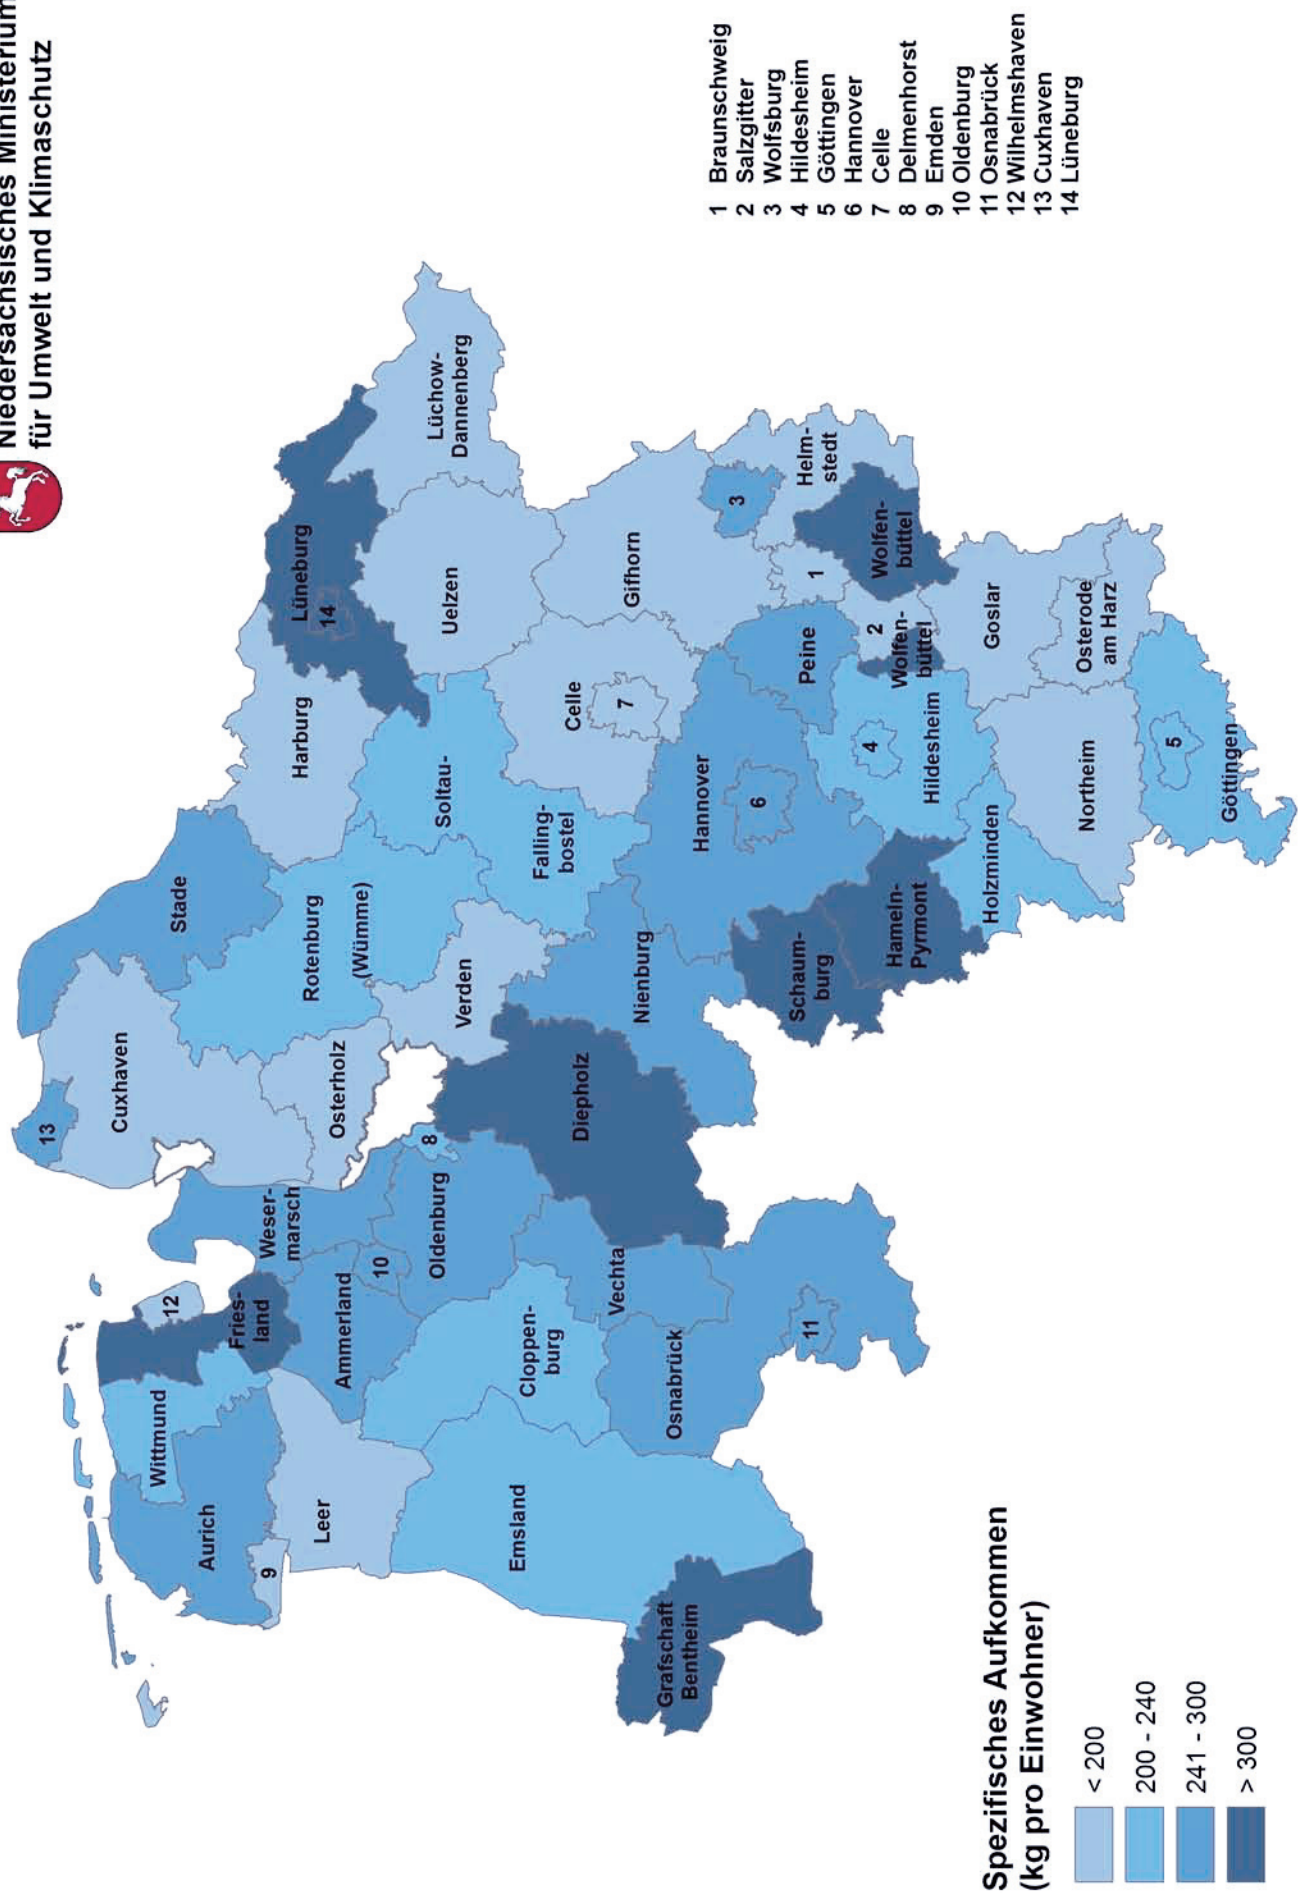 Niedersächsisches Ministerium
für Umwelt und Klimaschutz
13
Cuxhaven
Stade
Harburg
Lüneburg
14
Lüchow-
Dannenberg
Uelzen
Rotenburg
(Wümme)
Soltau-
Falling-
bostel
Osterholz
Verden
Weser-
marsch
12
Fries-
land
Wittmund
Aurich
9
Leer
Ammerland
10
Oldenburg
8
Cloppen-
burg
Vechta
Diepholz
Nienburg
Celle
7
Gifhorn
3
Helm-
stedt
1
Wolfen-
büttel
2
Wolfen-
büttel
Peine
Hannover
6
Emsland
Grafschaft
Bentheim
Osnabrück
11
Schaum-
burg
Hameln-
Pyrmont
Hildesheim
4
Holzminden
Northeim
Goslar
Osterode
am Harz
Göttingen
5
1 Braunschweig
2 Salzgitter
3 Wolfsburg
4 Hildesheim
5 Göttingen
6 Hannover
7 Celle
8 Delmenhorst
9 Emden
10 Oldenburg
11 Osnabrück
12 Wilhelmshaven
13 Cuxhaven
14 Lüneburg
Spezifisches Aufkommen
(kg pro Einwohner)
< 200
200 - 240
241 - 300
> 300